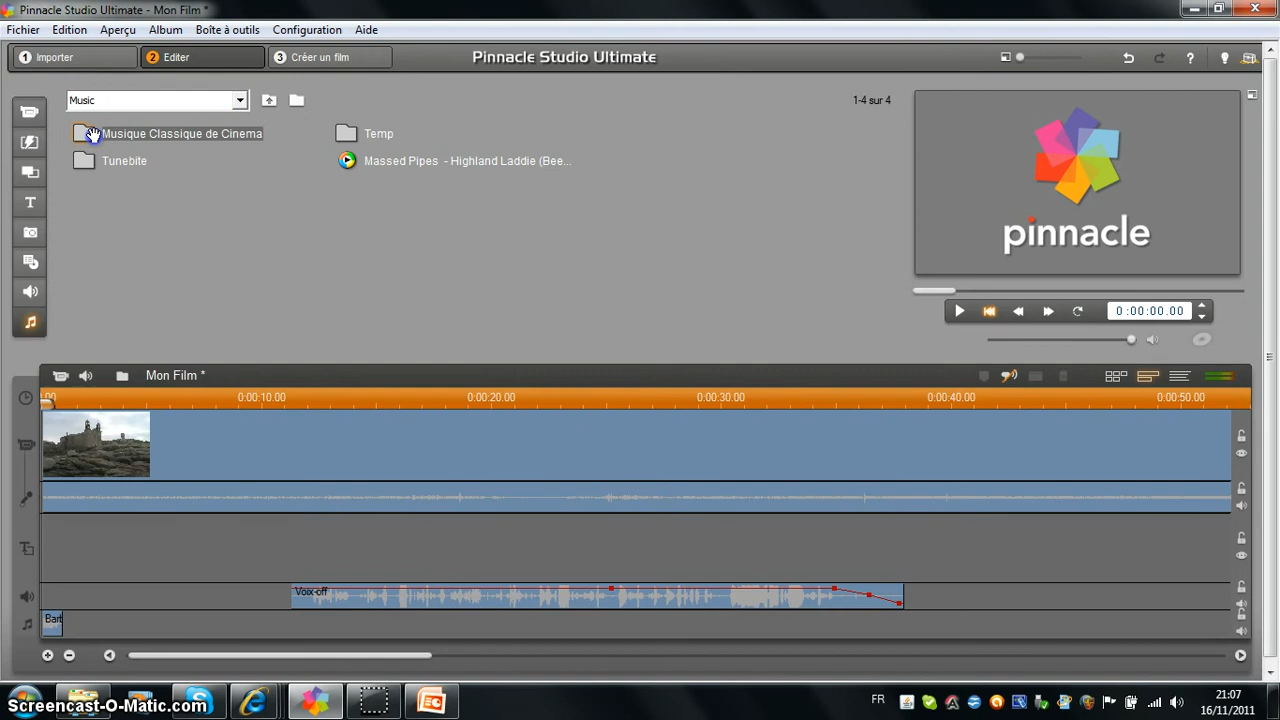 Pinnacle Studio Ultimate - Mon Film *
Fichier Edition Aperçu Album Boîte à outils Configuration Aide
1 Importer 2 Editer 3 Créer un film Pinnacle Studio Ultimate
Music 1-4 sur 4
Musique Classique de Cinema Temp
Tunebite Massed Pipes - Highland Laddie (Bee...
pinnacle
0:00:00.00
Mon Film *
.00 0:00:10.00 0:00:20.00 0:00:30.00 0:00:40.00 0:00:50.00
Voix-off
Bart
FR 21:07
16/11/2011
Screencast-O-Matic.com